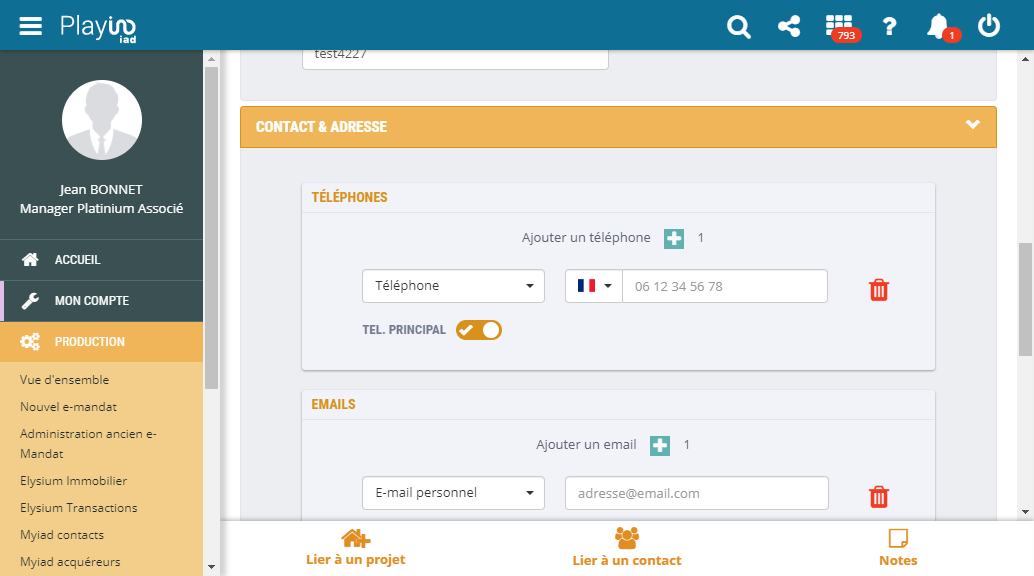 Playiad
iad
793
?
1
Jean BONNET
Manager Platinium Associé
ACCUEIL
MON COMPTE
PRODUCTION
Vue d'ensemble
Nouvel e-mandat
Administration ancien e-
Mandat
Elysium Immobilier
Elysium Transactions
Myiad contacts
Myiad acquéreurs
test4227
CONTACT & ADRESSE
TÉLÉPHONES
Ajouter un téléphone 1
Téléphone 06 12 34 56 78
TEL. PRINCIPAL
EMAILS
Ajouter un email 1
E-mail personnel adresse@email.com
Lier à un projet Lier à un contact Notes